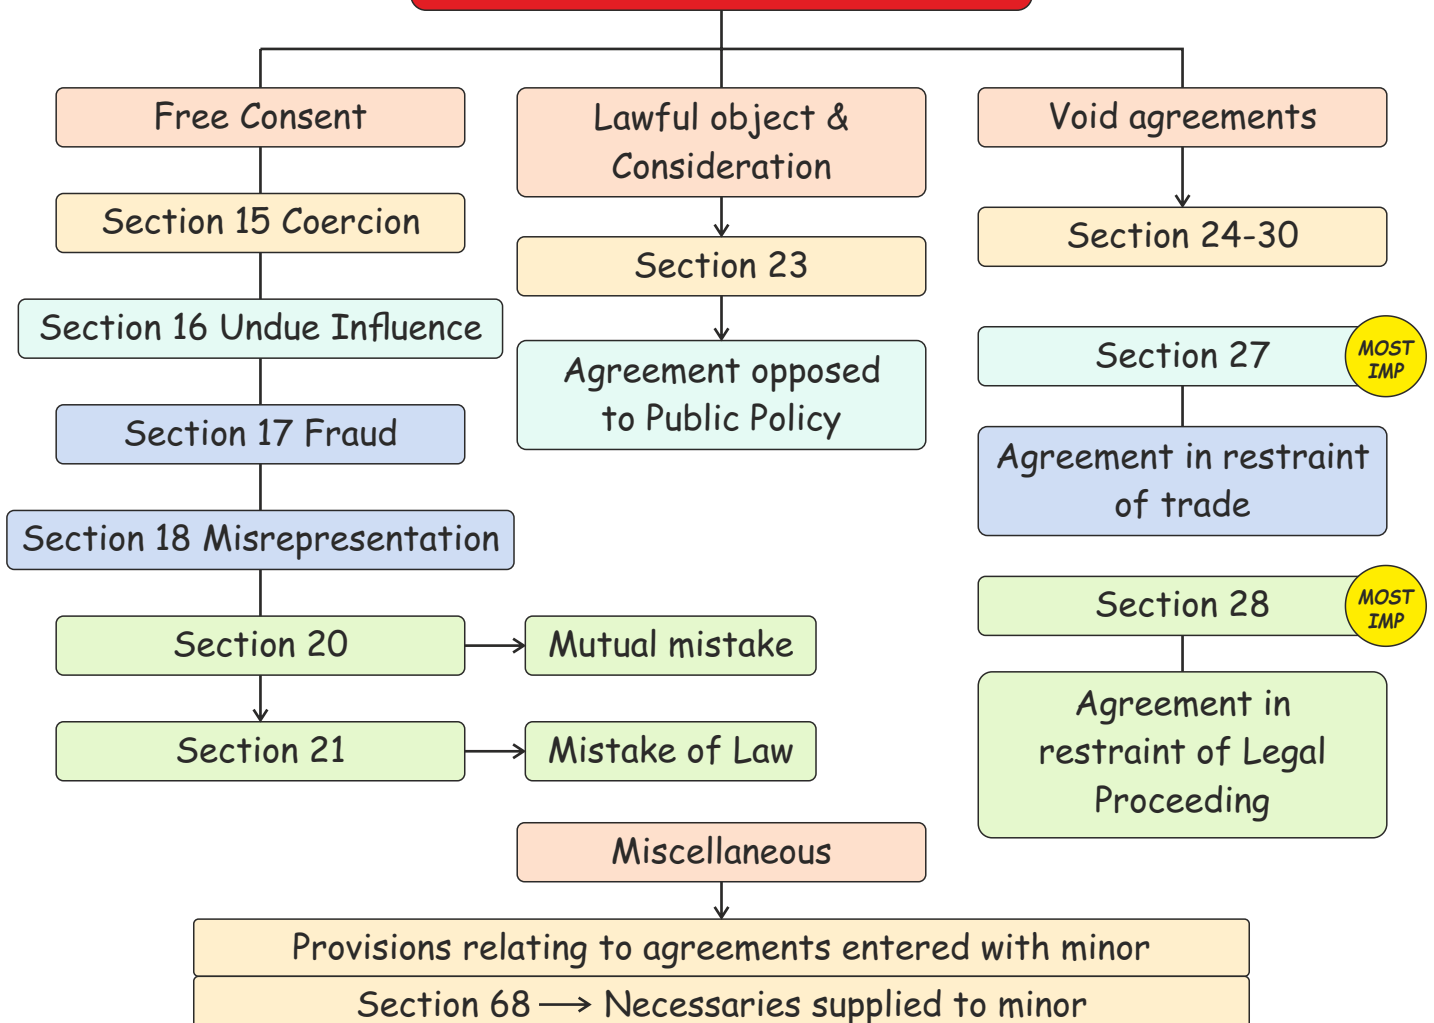 Free Consent
Section 15 Coercion
Section 16 Undue Influence
Section 17 Fraud
Section 18 Misrepresentation
Section 20
Mutual mistake
Section 21
Mistake of Law
Lawful object &
Consideration
Section 23
Agreement opposed
to Public Policy
Void agreements
Section 24-30
Section 27
MOST
IMP
Agreement in restraint
of trade
Section 28
MOST
IMP
Agreement in
restraint of Legal
Proceeding
Miscellaneous
Provisions relating to agreements entered with minor
Section 68 → Necessaries supplied to minor